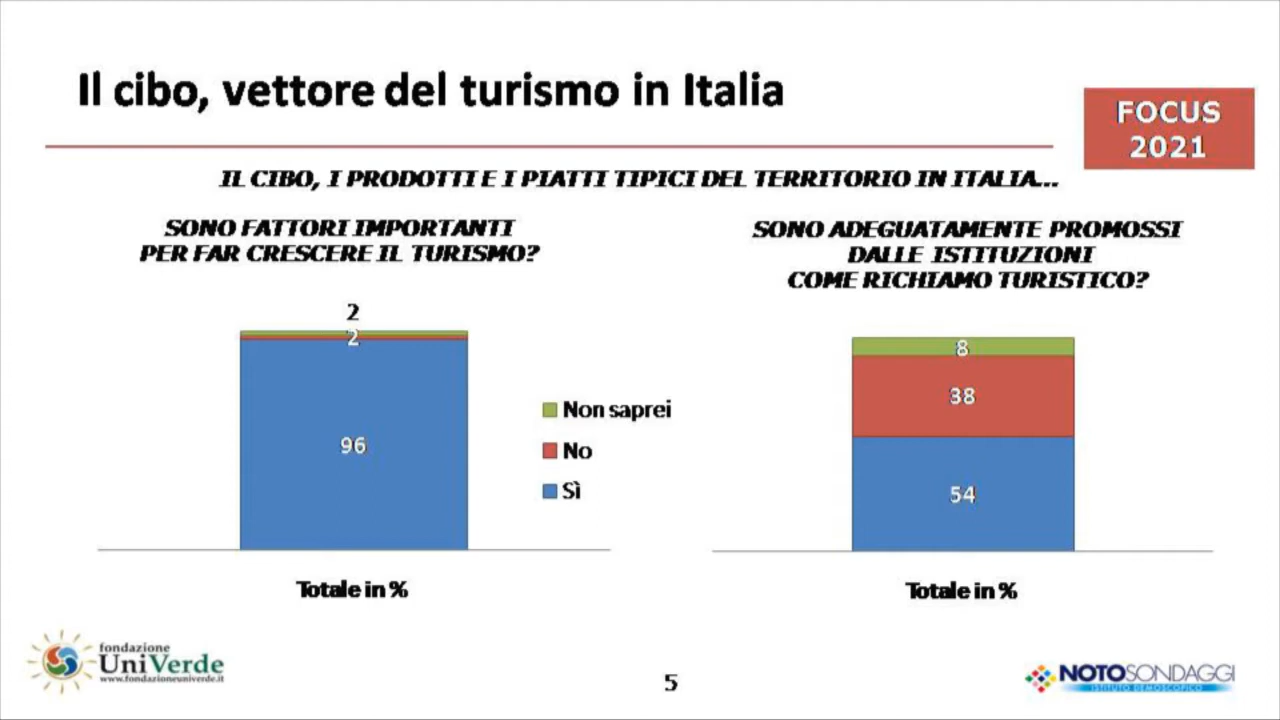 Il cibo, vettore del turismo in Italia
FOCUS
2021
IL CIBO, I PRODOTTI E I PIATTI TIPICI DEL TERRITORIO IN ITALIA...
SONO FATTORI IMPORTANTI
PER FAR CRESCERE IL TURISMO?
2
2
96
Totale in %
Non saprei
No
Sì
SONO ADEGUATAMENTE PROMOSSI
DALLE ISTITUZIONI
COME RICHIAMO TURISTICO?
8
38
54
Totale in %
fondazione
UniVerde
www.fondazioneuniverde.it
5
NOTOSONDAGGI
ISTITUTO DEMOSCOPICO